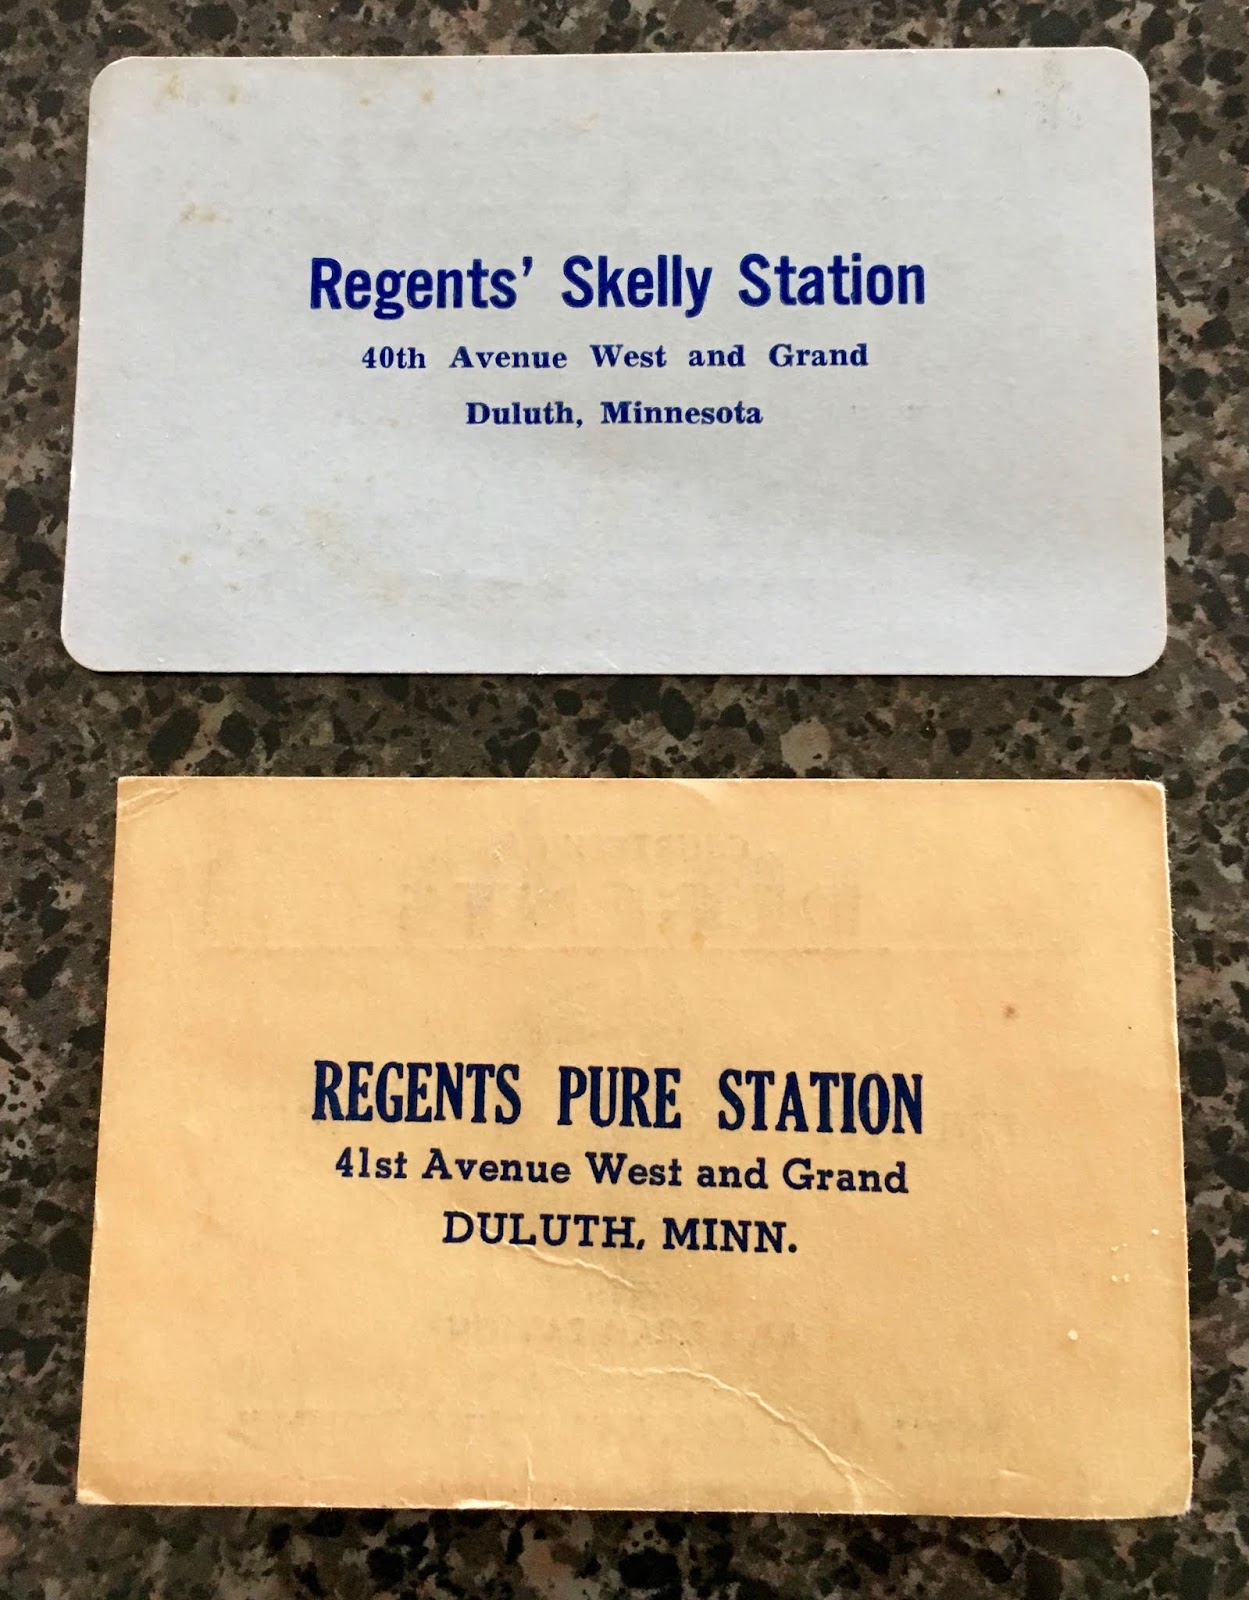 Regents' Skelly Station
40th Avenue West and Grand
Duluth, Minnesota
REGENTS PURE STATION
41st Avenue West and Grand
DULUTH, MINN.